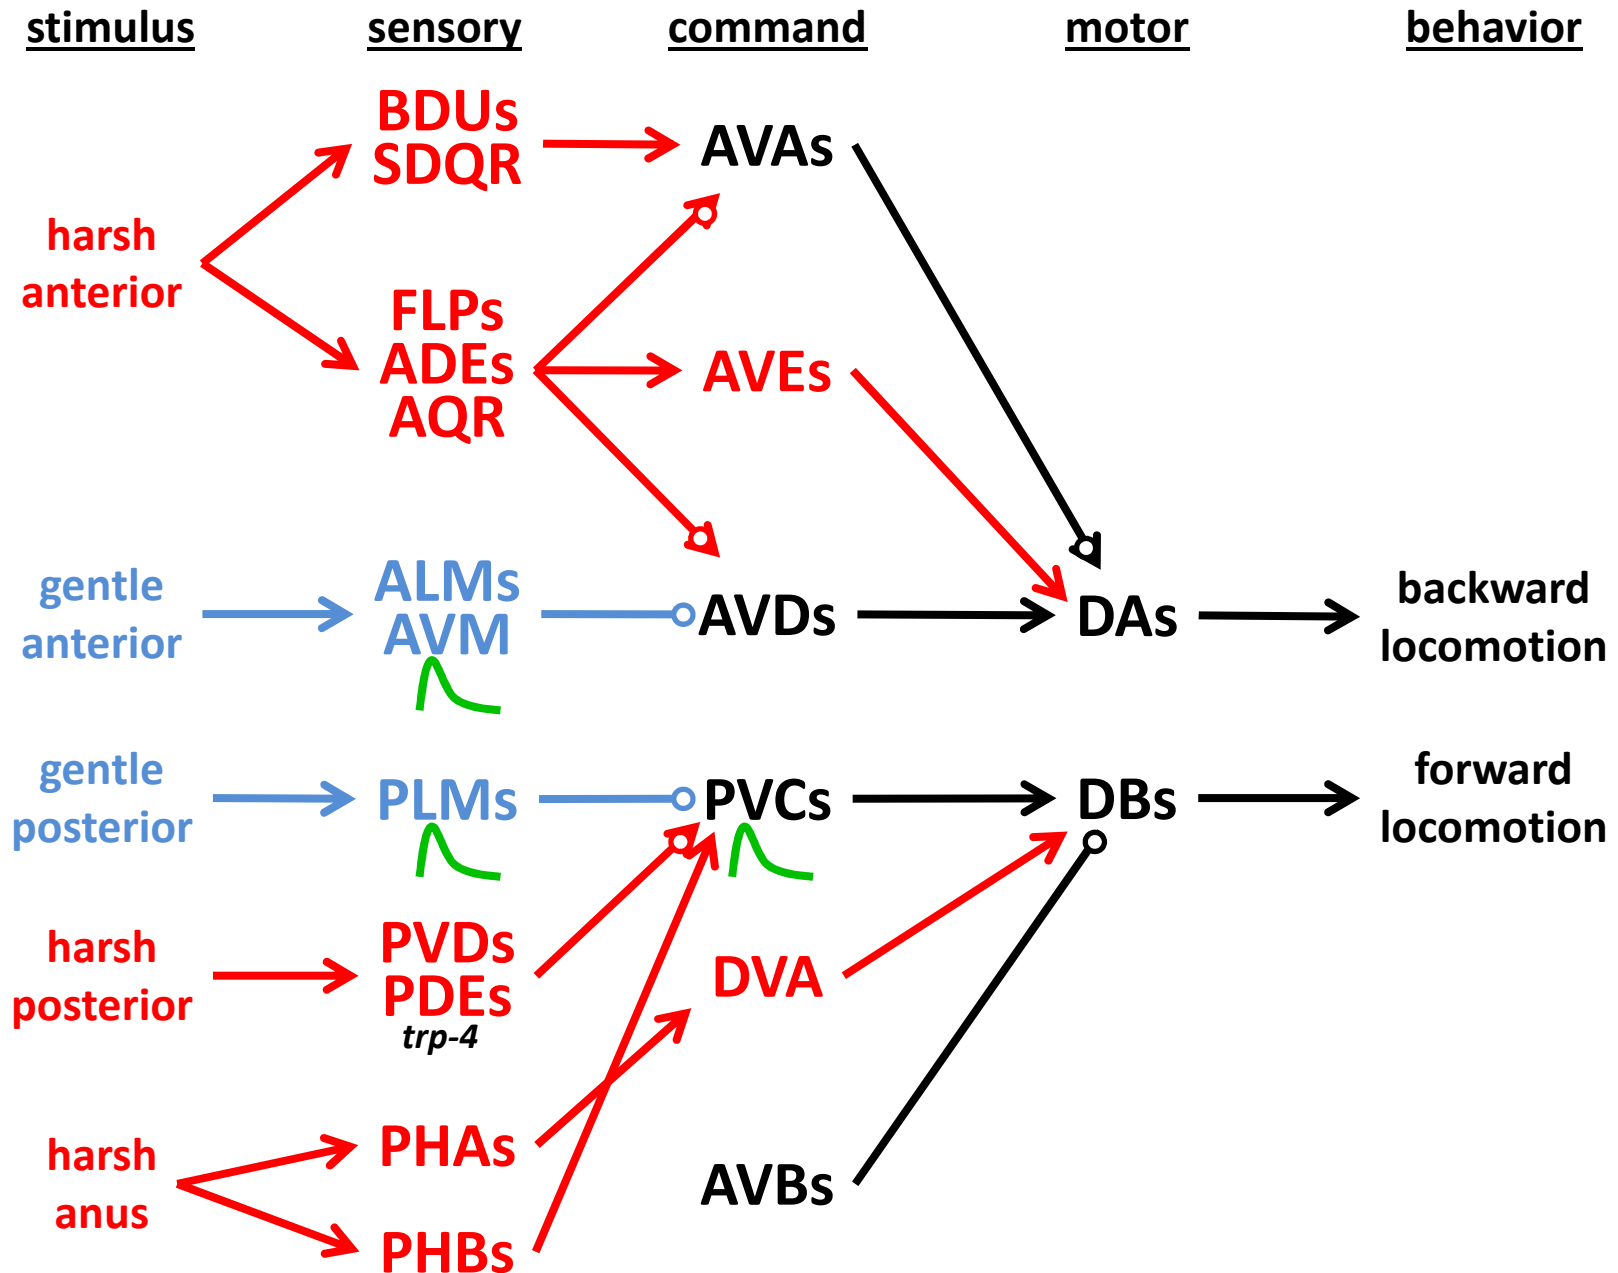 stimulus sensory command motor behavior
BDUs
SDQR
AVAs
harsh
anterior
FLPs
ADEs
AQR
AVEs
gentle
anterior
ALMs
AVM
AVDs
DAs
backward
locomotion
gentle
posterior
PLMs
PVCs
DBs
forward
locomotion
harsh
posterior
PVDs
PDEs
trp-4
DVA
harsh
anus
PHAs
PHBs
AVBs